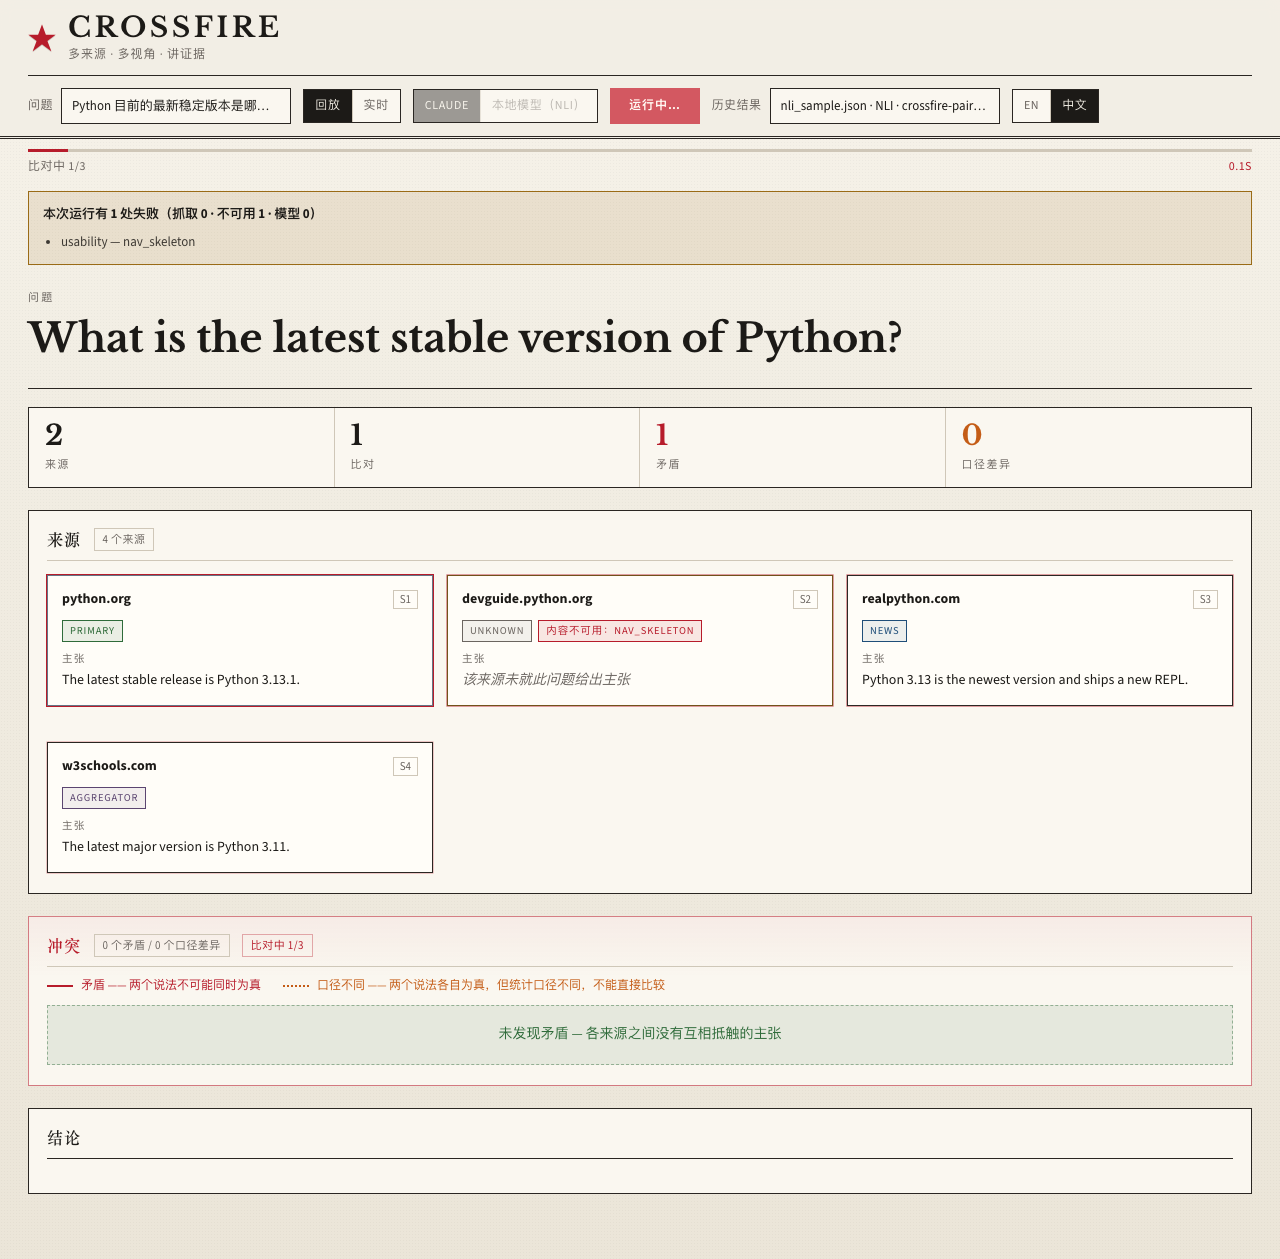 CROSSFIRE
多来源 · 多视角 · 讲证据
问题 Python 目前的最新稳定版本是哪… 回放 实时 CLAUDE 本地模型（NLI） 运行中… 历史结果 nli_sample.json · NLI · crossfire-pair… EN 中文
比对中 1/3 0.1S
本次运行有 1 处失败（抓取 0 · 不可用 1 · 模型 0）
• usability — nav_skeleton
问题
What is the latest stable version of Python?
2 1 1 0
来源 比对 矛盾 口径差异
来源 4 个来源
python.org S1
PRIMARY
主张
The latest stable release is Python 3.13.1.
devguide.python.org S2
UNKNOWN 内容不可用：NAV_SKELETON
主张
该来源未就此问题给出主张
realpython.com S3
NEWS
主张
Python 3.13 is the newest version and ships a new REPL.
w3schools.com S4
AGGREGATOR
主张
The latest major version is Python 3.11.
冲突 0 个矛盾 / 0 个口径差异 比对中 1/3
矛盾 —— 两个说法不可能同时为真 口径不同 —— 两个说法各自为真，但统计口径不同，不能直接比较
未发现矛盾 — 各来源之间没有互相抵触的主张
结论